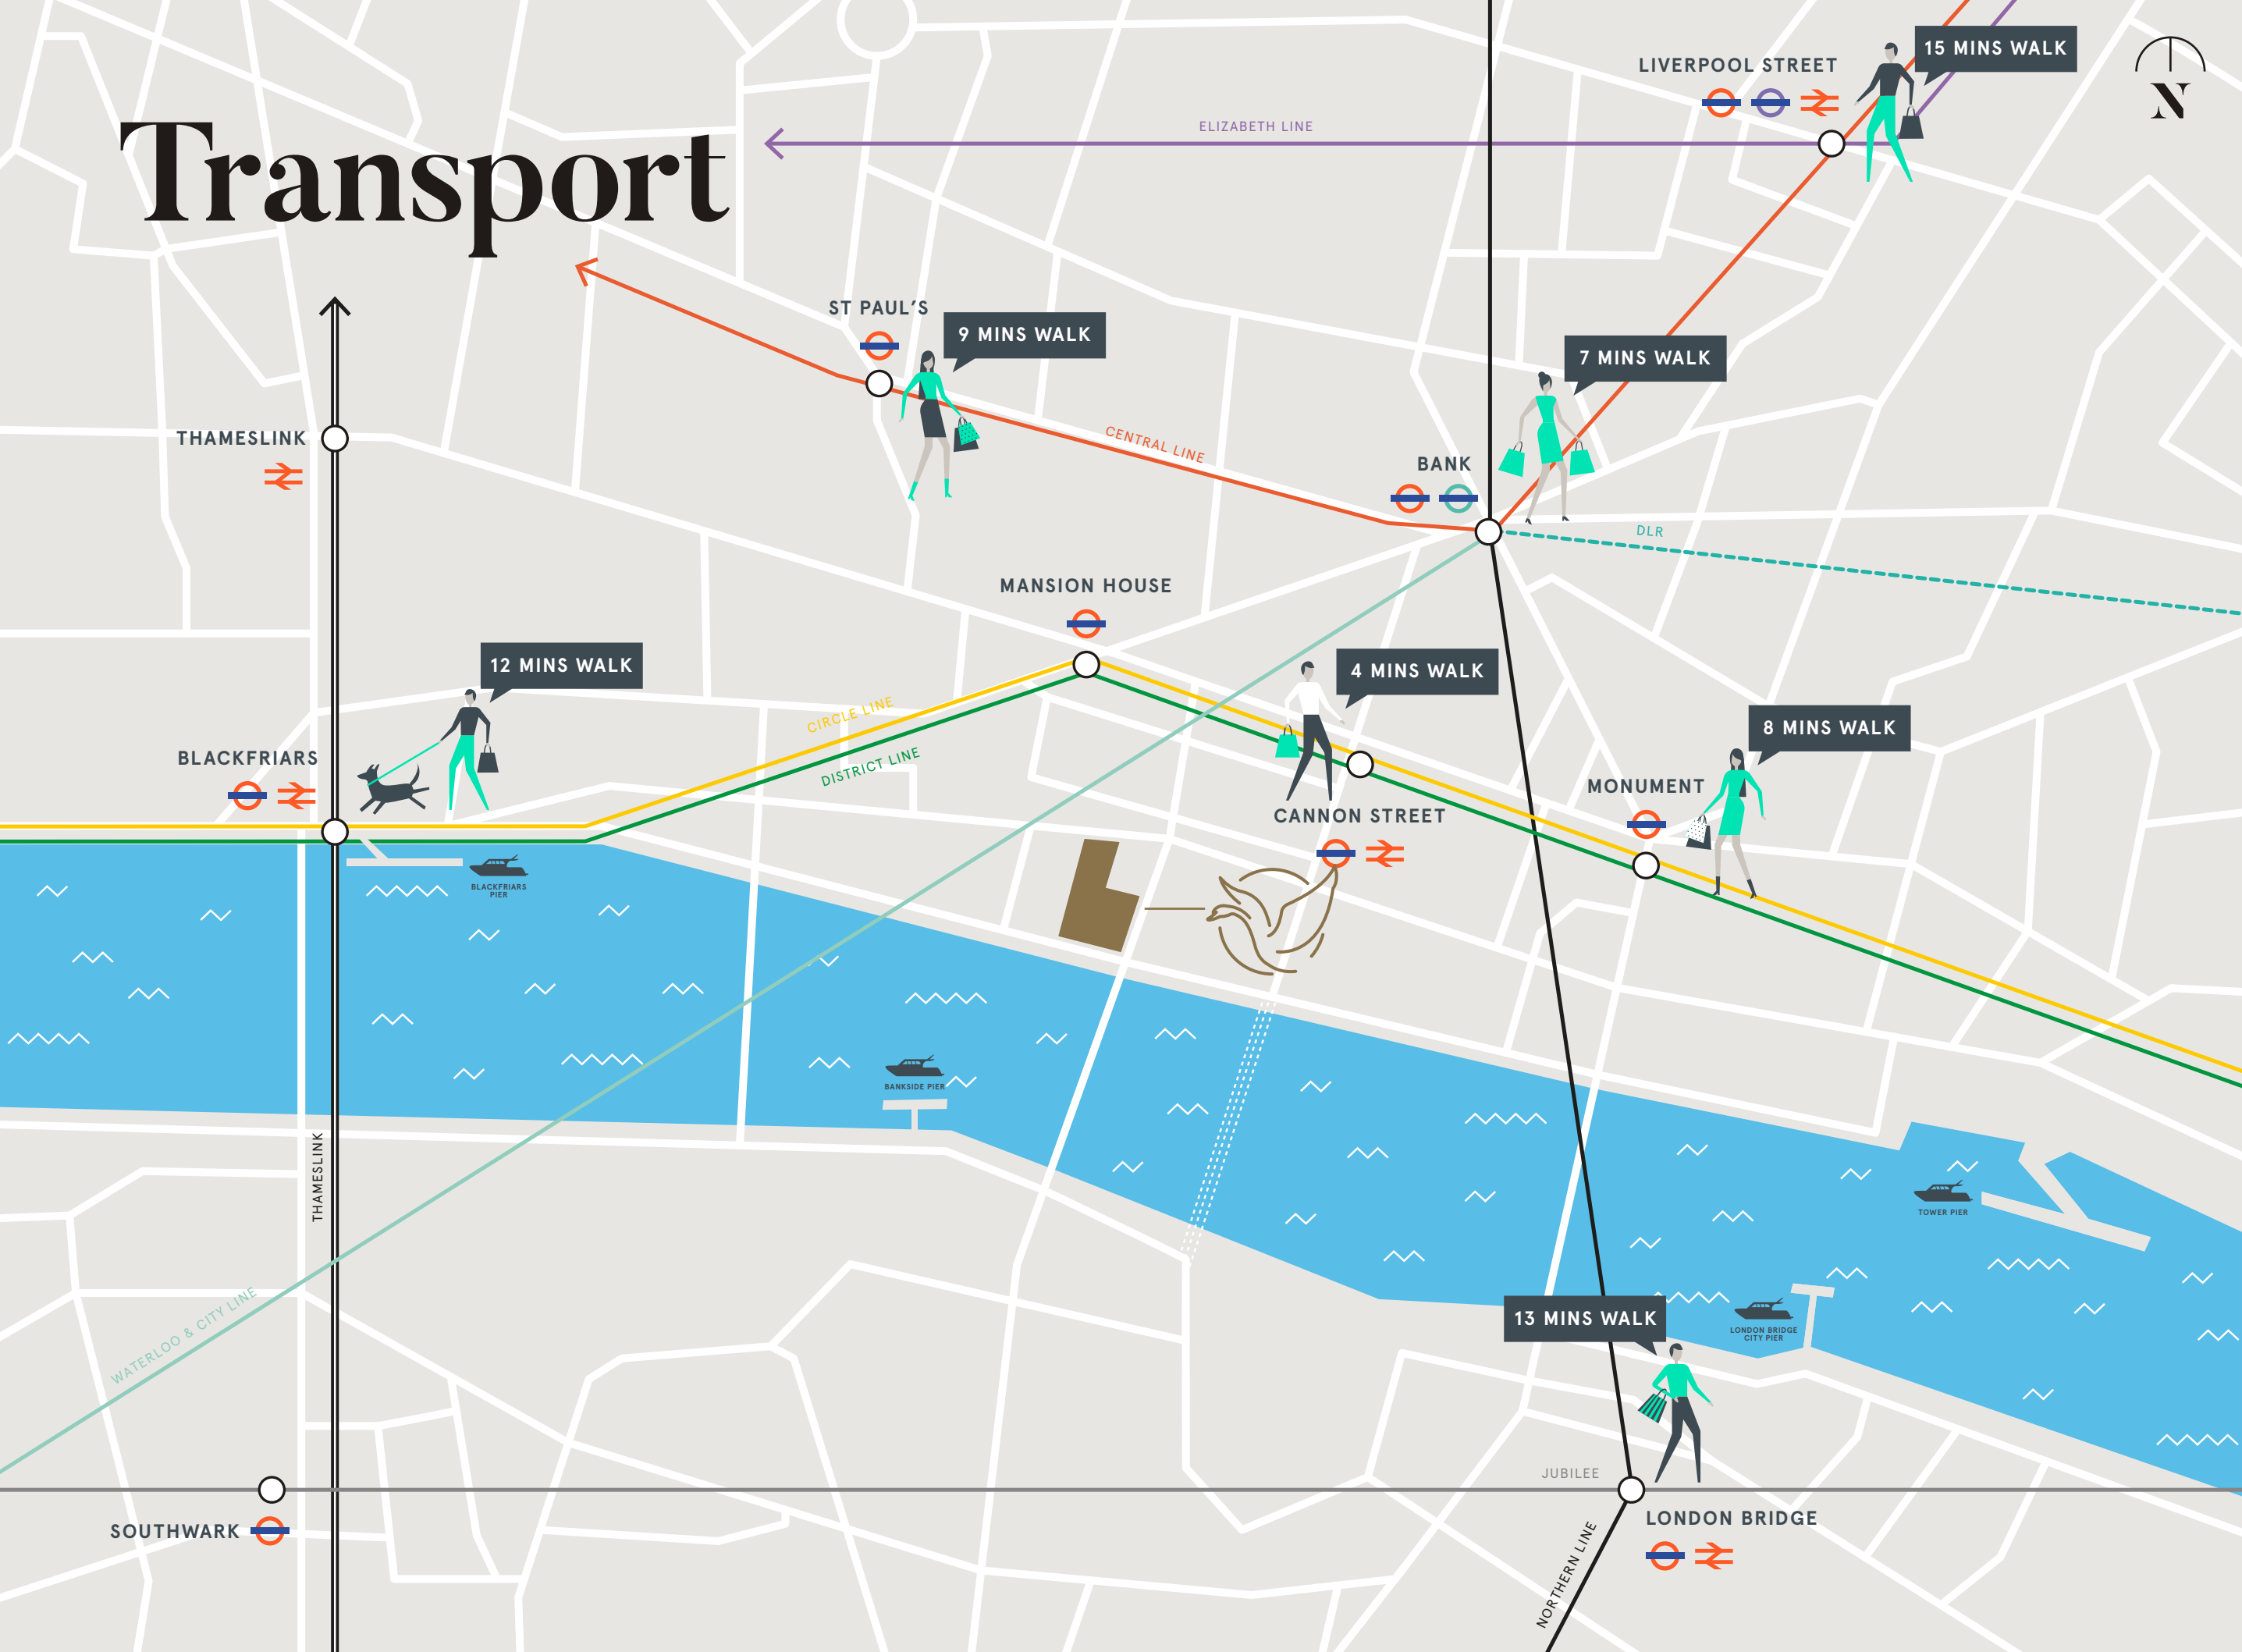 15 MINS WALK
LIVERPOOL STREET
N
ELIZABETH LINE
Transport
ST PAUL'S
9 MINS WALK
7 MINS WALK
CENTRAL LINE
THAMESLINK
BANK
DLR
MANSION HOUSE
12 MINS WALK
4 MINS WALK
CIRCLE LINE
8 MINS WALK
BLACKFRIARS
DISTRICT LINE
MONUMENT
CANNON STREET
BLACKFRIARS
PIER
BANKSIDE PIER
THAMESLINK
TOWER PIER
WATERLOO & CITY LINE
13 MINS WALK
LONDON BRIDGE
CITY PIER
JUBILEE
SOUTHWARK
LONDON BRIDGE
NORTHERN LINE